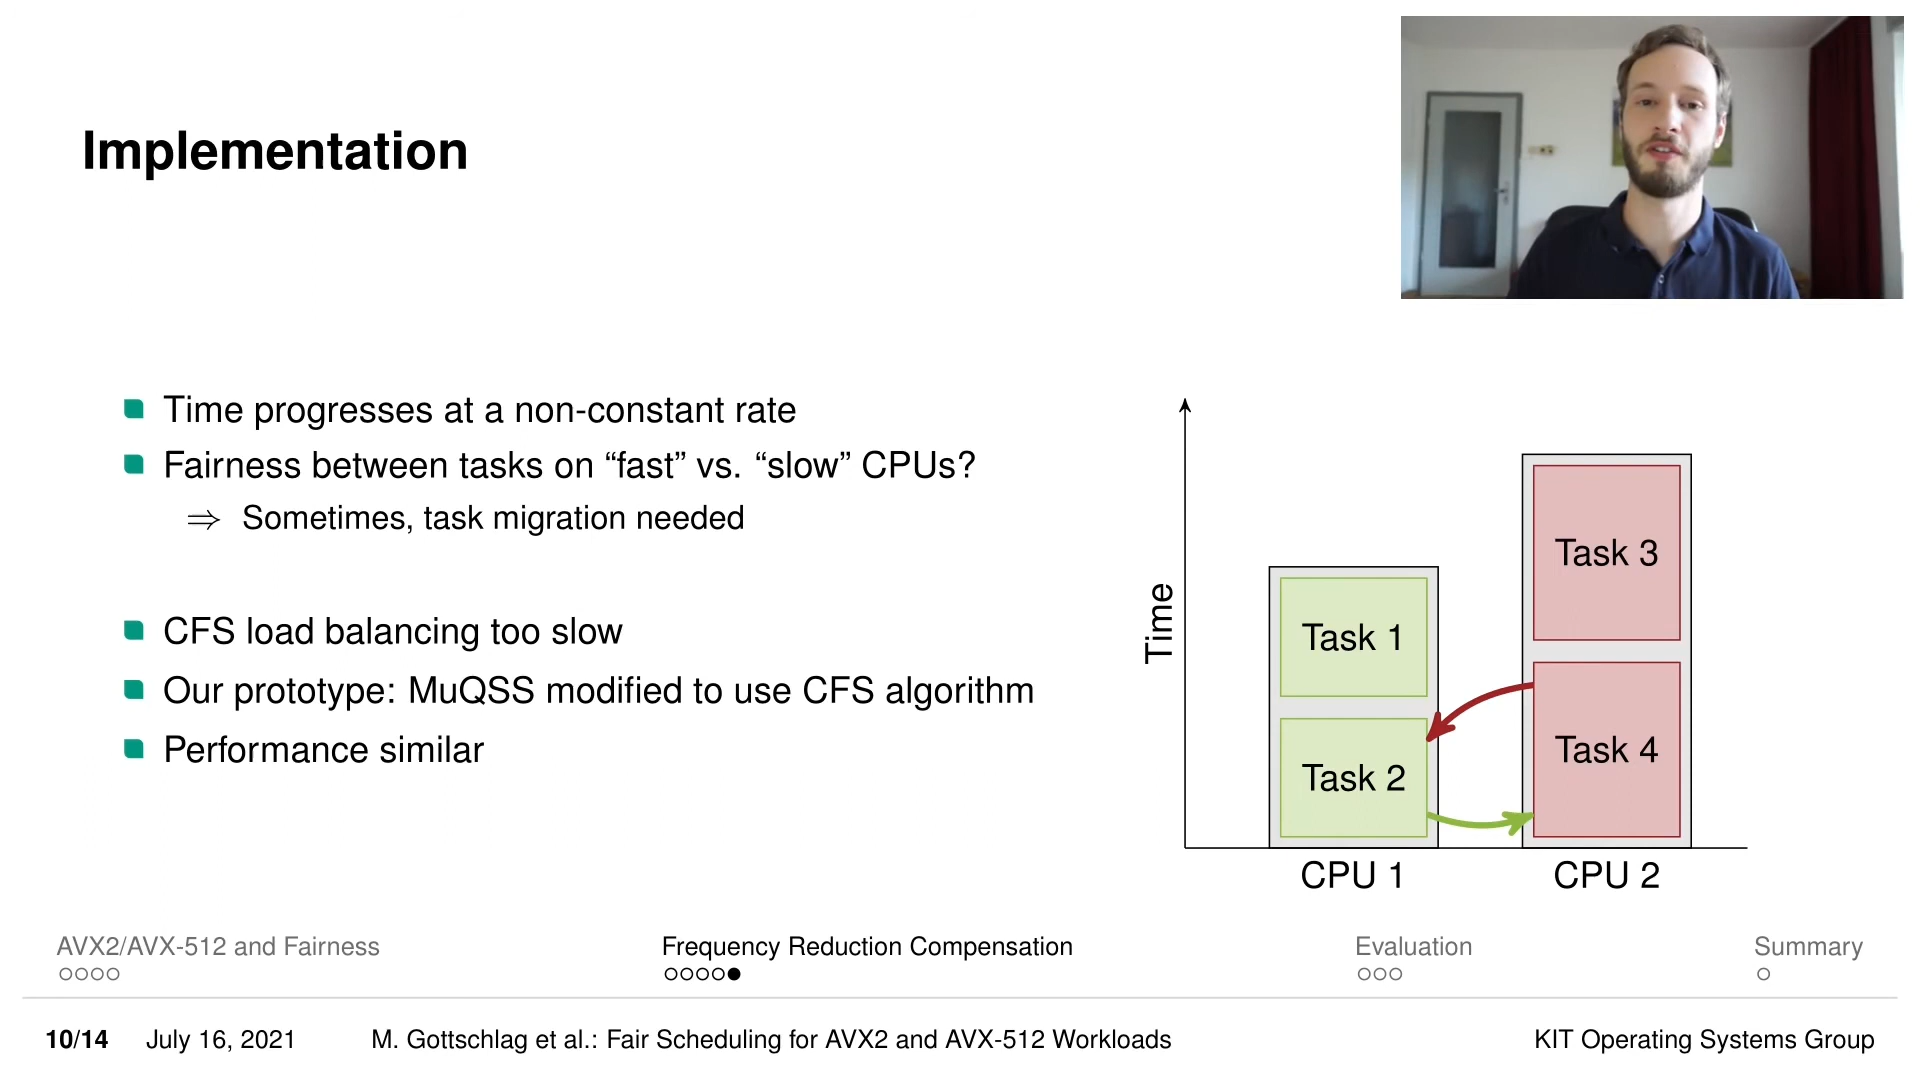 Implementation
Time progresses at a non-constant rate
Fairness between tasks on “fast” vs. “slow” CPUs?
⇒ Sometimes, task migration needed
CFS load balancing too slow
Our prototype: MuQSS modified to use CFS algorithm
Performance similar
Time
Task 1
Task 2
Task 3
Task 4
CPU 1
CPU 2
AVX2/AVX-512 and Fairness
Frequency Reduction Compensation
Evaluation
Summary
10/14 July 16, 2021 M. Gottschlag et al.: Fair Scheduling for AVX2 and AVX-512 Workloads KIT Operating Systems Group